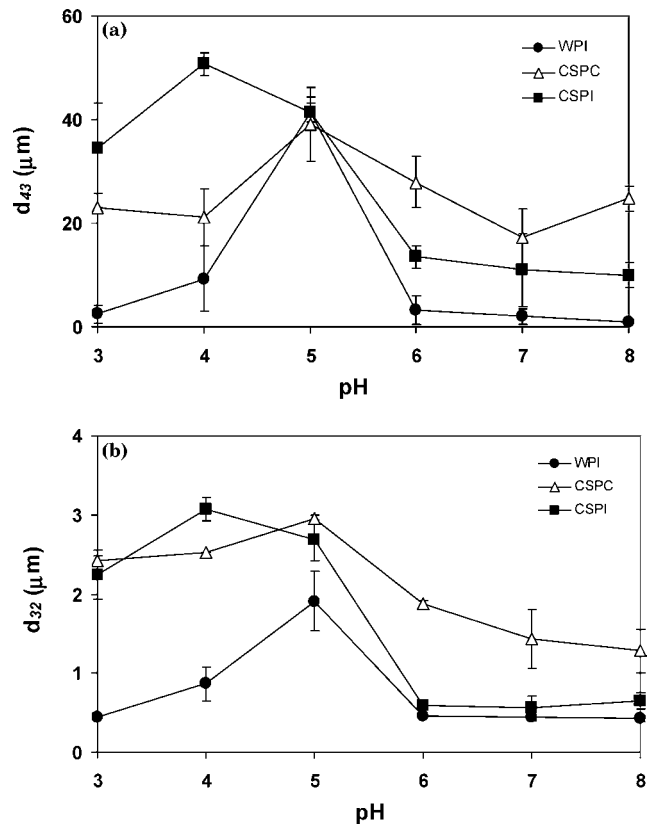 (a)
WPI
CSPC
CSPI
60
40
20
0
d43 (μm)
3 4 5 6 7 8
pH
(b)
WPI
CSPC
CSPI
4
3
2
1
0
d32 (μm)
3 4 5 6 7 8
pH